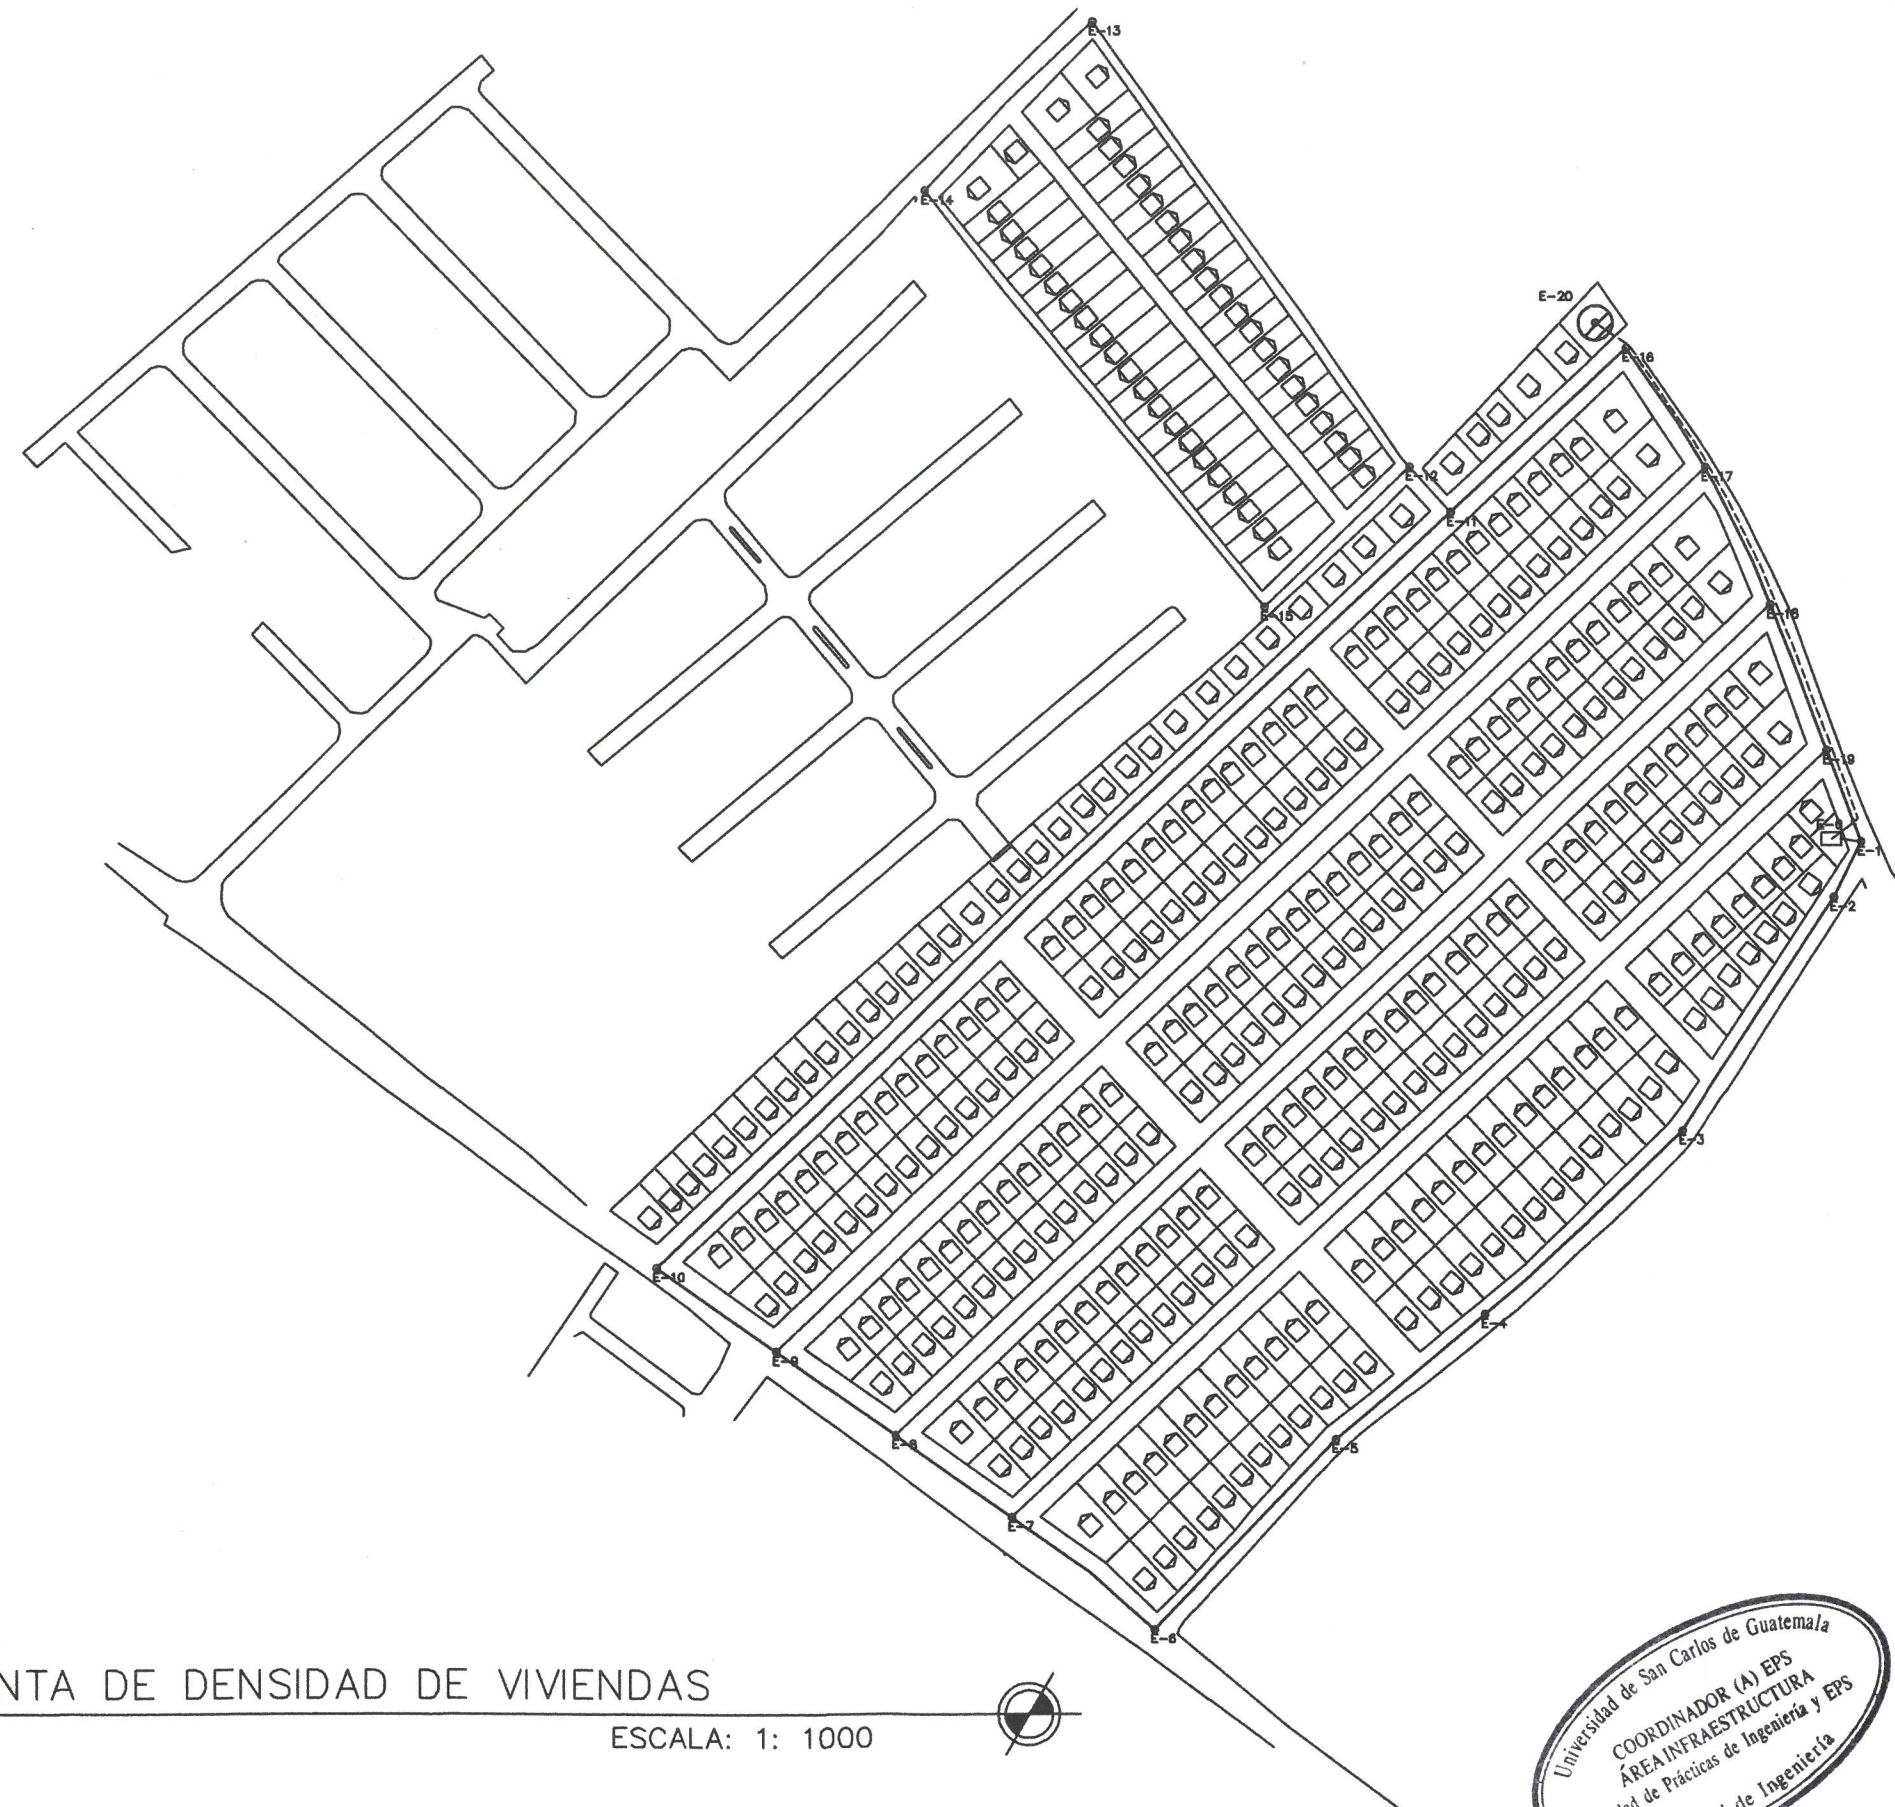 E-13
E-14
E-20
E-16
E-12
E-17
E-11
E-15
E-18
E-19
E-0
E-1
E-2
E-3
E-10
E-4
E-9
E-5
E-8
E-7
E-6
NTA DE DENSIDAD DE VIVIENDAS
ESCALA: 1: 1000
Universidad de San Carlos de Guatemala
COORDINADOR (A) EPS
ÁREA INFRAESTRUCTURA
de Prácticas de Ingeniería y EPS
de Ingeniería